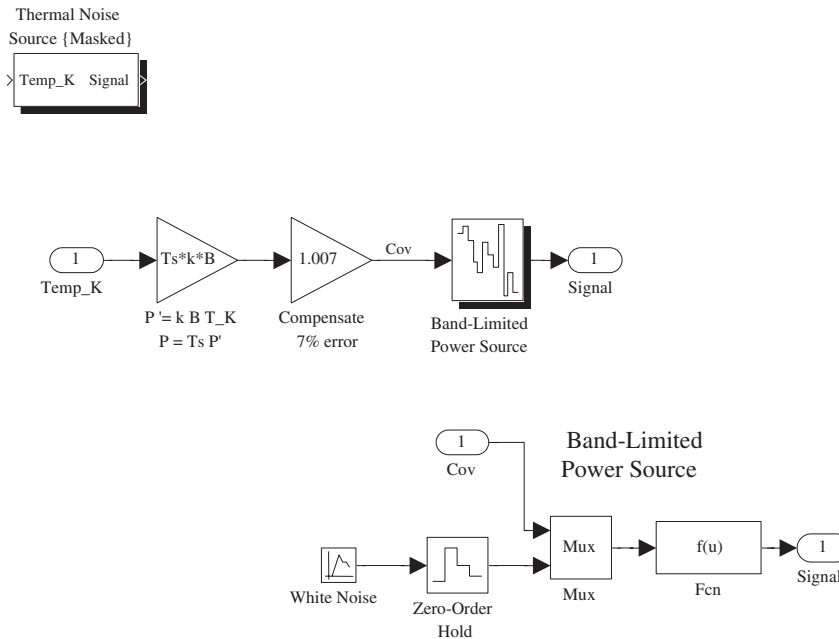 Thermal Noise
Source {Masked}
Temp_K Signal
1
Temp_K
Ts*k*B
P '= k B T_K
P = Ts P'
1.007
Compensate
7% error
Cov
Band-Limited
Power Source
1
Signal
1
Cov
Band-Limited
Power Source
White Noise
Zero-Order
Hold
Mux
Mux
f(u)
Fcn
1
Signal